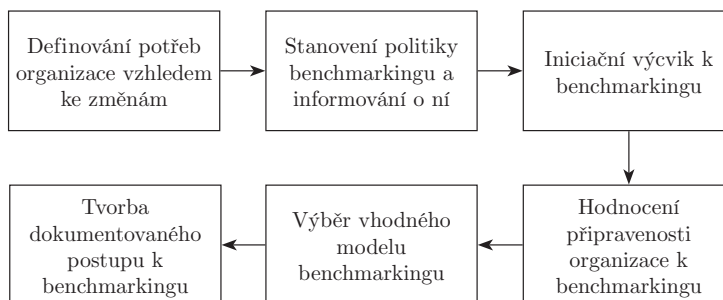 Definování potřeb
organizace vzhledem
ke změnám
Stanovení politiky
benchmarkingu a
informování o ní
Iniciační výcvik k
benchmarkingu
Hodnocení
připravenosti
organizace k
benchmarkingu
Výběr vhodného
modelu
benchmarkingu
Tvorba
dokumentovaného
postupu k
benchmarkingu